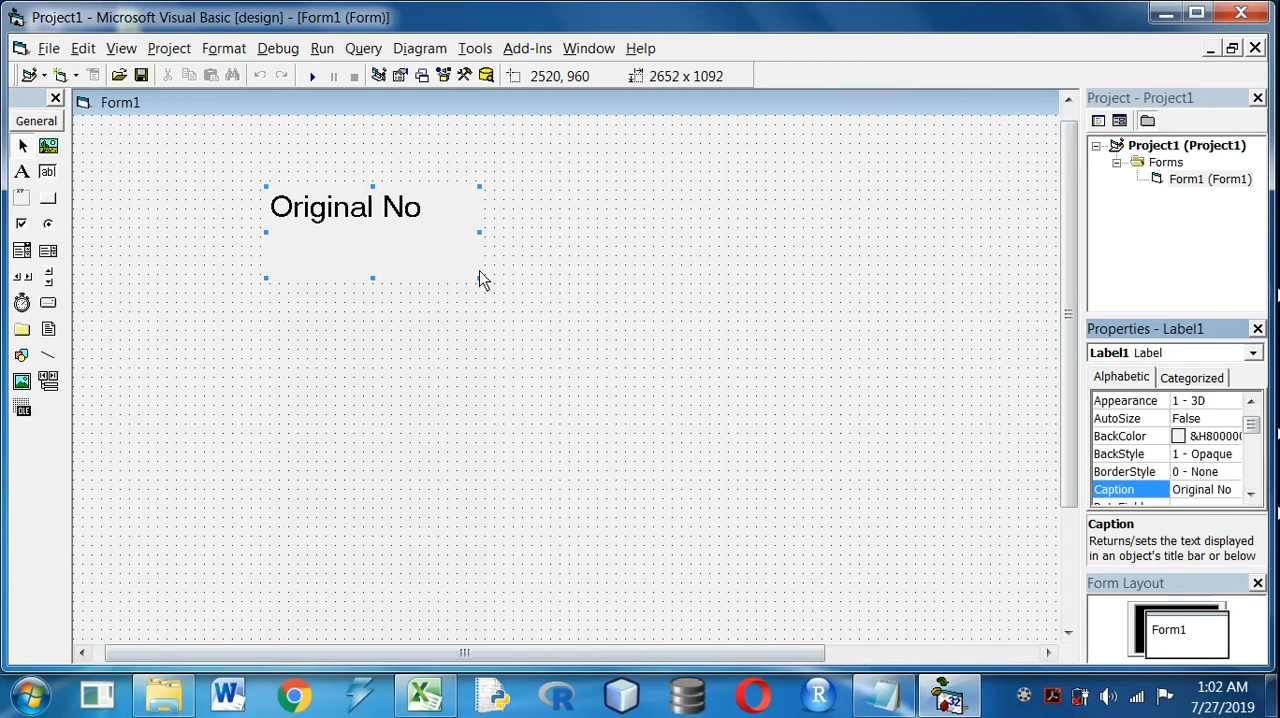 Project1 - Microsoft Visual Basic [design] - [Form1 (Form)]
File Edit View Project Format Debug Run Query Diagram Tools Add-Ins Window Help
2520, 960 2652 x 1092
General
Form1
Original No
Project - Project1
Project1 (Project1)
Forms
Form1 (Form1)
Properties - Label1
Label1 Label
Alphabetic Categorized
Appearance 1 - 3D
AutoSize False
BackColor &H800000
BackStyle 1 - Opaque
BorderStyle 0 - None
Caption Original No
Caption
Returns/sets the text displayed
in an object's title bar or below
Form Layout
Form1
1:02 AM
7/27/2019